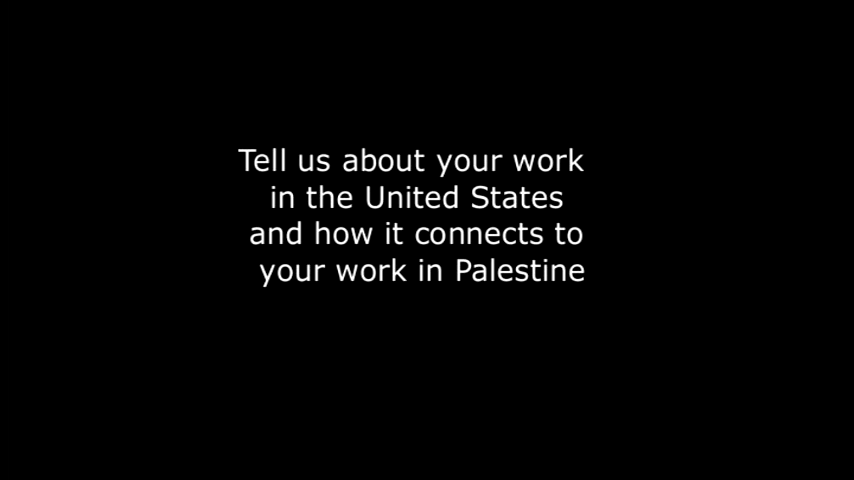 Tell us about your work
in the United States
and how it connects to
your work in Palestine